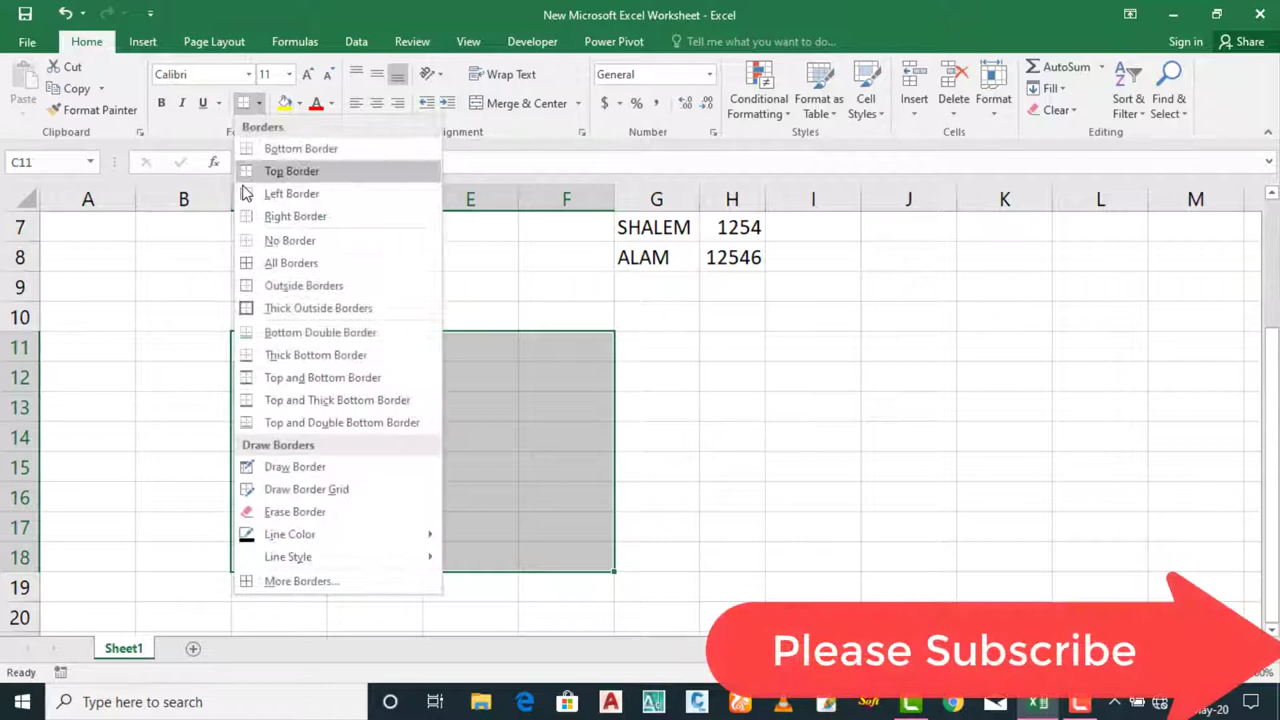 New Microsoft Excel Worksheet - Excel
File Home Insert Page Layout Formulas Data Review View Developer Power Pivot Tell me what you want to do... Sign in Share
Paste
Cut
Copy
Format Painter
Clipboard
Calibri 11
B I U
Wrap Text
Merge & Center
General
$ % ,
Number
Conditional Formatting
Format as Table
Cell Styles
Styles
Insert Delete Format
Cells
AutoSum
Fill
Clear
Sort & Filter
Find & Select
Editing
C11 fx
A B E F G H I J K L M
7 SHALEM 1254
8 ALAM 12546
9
10
11
12
13
14
15
16
17
18
19
20
Borders
Bottom Border
Top Border
Left Border
Right Border
No Border
All Borders
Outside Borders
Thick Outside Borders
Bottom Double Border
Thick Bottom Border
Top and Bottom Border
Top and Thick Bottom Border
Top and Double Bottom Border
Draw Borders
Draw Border
Draw Border Grid
Erase Border
Line Color
Line Style
More Borders...
Please Subscribe
Sheet1
Ready
Type here to search
Soft